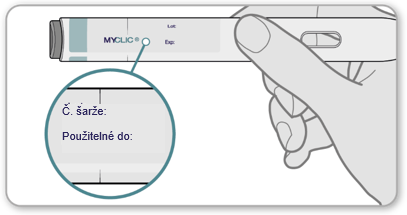 Lot:
MYCLIC®
Exp:
Č. šarže:
Použitelné do: